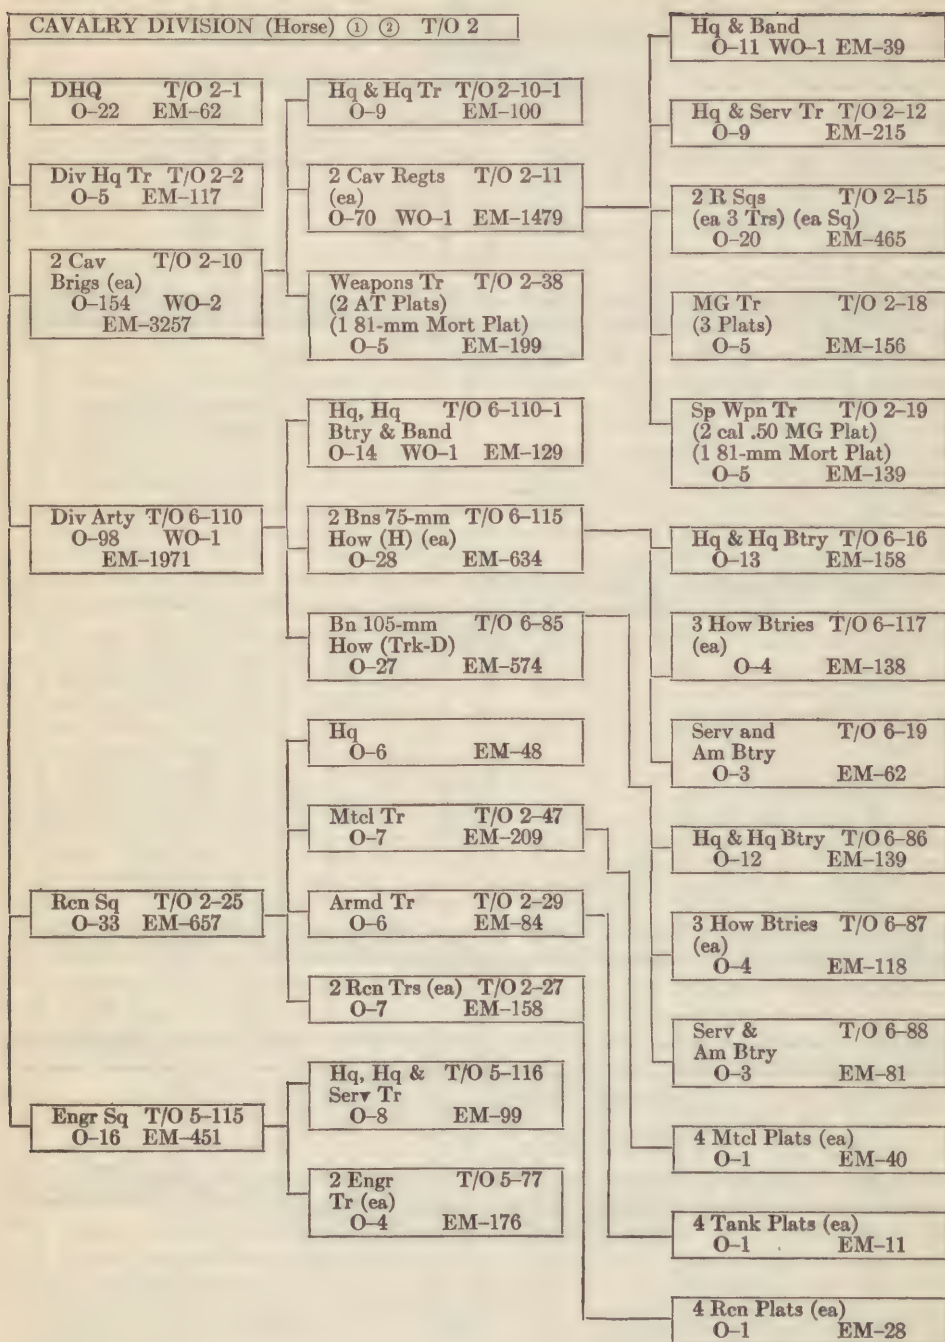 CAVALRY DIVISION (Horse) ① ② T/O 2
DHQ T/O 2–1
O–22 EM–62
Div Hq Tr T/O 2–2
O–5 EM–117
2 Cav T/O 2–10
Brigs (ea)
O–154 WO–2
EM–3257
Div Arty T/O 6–110
O–98 WO–1
EM–1971
Rcn Sq T/O 2–25
O–33 EM–657
Engr Sq T/O 5–115
O–16 EM–451
Hq & Hq Tr T/O 2–10–1
O–9 EM–100
2 Cav Regts T/O 2–11
(ea)
O–70 WO–1 EM–1479
Weapons Tr T/O 2–38
(2 AT Plats)
(1 81-mm Mort Plat)
O–5 EM–199
Hq, Hq T/O 6–110–1
Btry & Band
O–14 WO–1 EM–129
2 Bns 75-mm T/O 6–115
How (H) (ea)
O–28 EM–634
Bn 105-mm T/O 6–85
How (Trk-D)
O–27 EM–574
Hq
O–6 EM–48
Mtcl Tr T/O 2–47
O–7 EM–209
Armd Tr T/O 2–29
O–6 EM–84
2 Rcn Trs (ea) T/O 2–27
O–7 EM–158
Hq, Hq & T/O 5–116
Serv Tr
O–8 EM–99
2 Engr T/O 5–77
Tr (ea)
O–4 EM–176
Hq & Band
O–11 WO–1 EM–39
Hq & Serv Tr T/O 2–12
O–9 EM–215
2 R Sqs T/O 2–15
(ea 3 Trs) (ea Sq)
O–20 EM–465
MG Tr T/O 2–18
(3 Plats)
O–5 EM–156
Sp Wpn Tr T/O 2–19
(2 cal .50 MG Plat)
(1 81-mm Mort Plat)
O–5 EM–139
Hq & Hq Btry T/O 6–16
O–13 EM–158
3 How Btries T/O 6–117
(ea)
O–4 EM–138
Serv and T/O 6–19
Am Btry
O–3 EM–62
Hq & Hq Btry T/O 6–86
O–12 EM–139
3 How Btries T/O 6–87
(ea)
O–4 EM–118
Serv & T/O 6–88
Am Btry
O–3 EM–81
4 Mtcl Plats (ea)
O–1 EM–40
4 Tank Plats (ea)
O–1 EM–11
4 Rcn Plats (ea)
O–1 EM–28